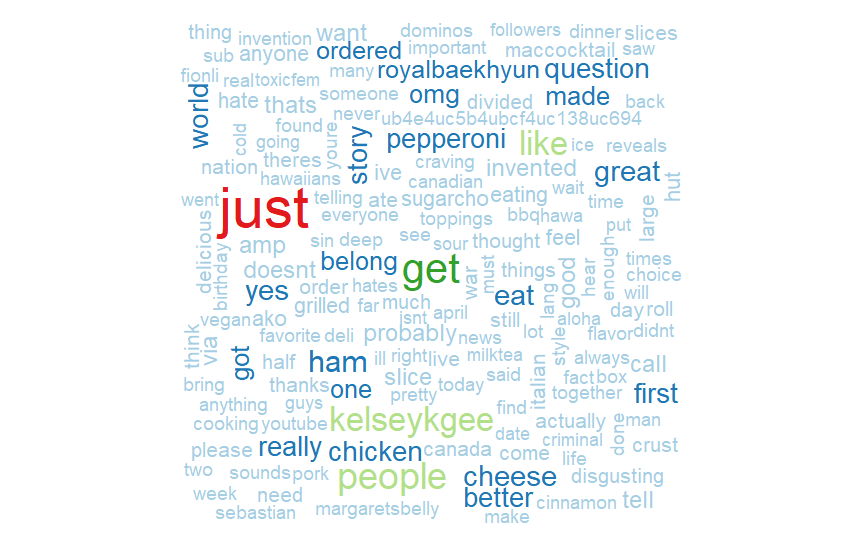 thing invention want dominos followers dinner slices
sub anyone ordered important maccocktail saw
fionli real toxicfem many royalbaekhyun question
world hate thats someone omg divided made back
cold going found youre never ub4e4uc5b4ubcf4uc138uc694
story pepperoni like ice reveals
nation theres ive craving invented great hut
hawaiians canadian
went just telling ate sugarcho eating wait time
everyone toppings bbqhawa put large
delicious amp sin deep see sour thought feel
birthday doesnt belong get war must things good hear enough times choice
yes order hates eat lang will
grilled far much day roll
vegan ako isnt april still aloha
think via favorite deli probably news lot style flavor didnt
got half ham ill right live milktea always call
slice said italian fact box
bring thanks one pretty today together first
anything guys find
cooking youtube kelseykgee actually done man
please really chicken canada date come criminal life crust
two sounds pork people cheese disgusting
week need better cinnamon tell
sebastian margaretsbelly make